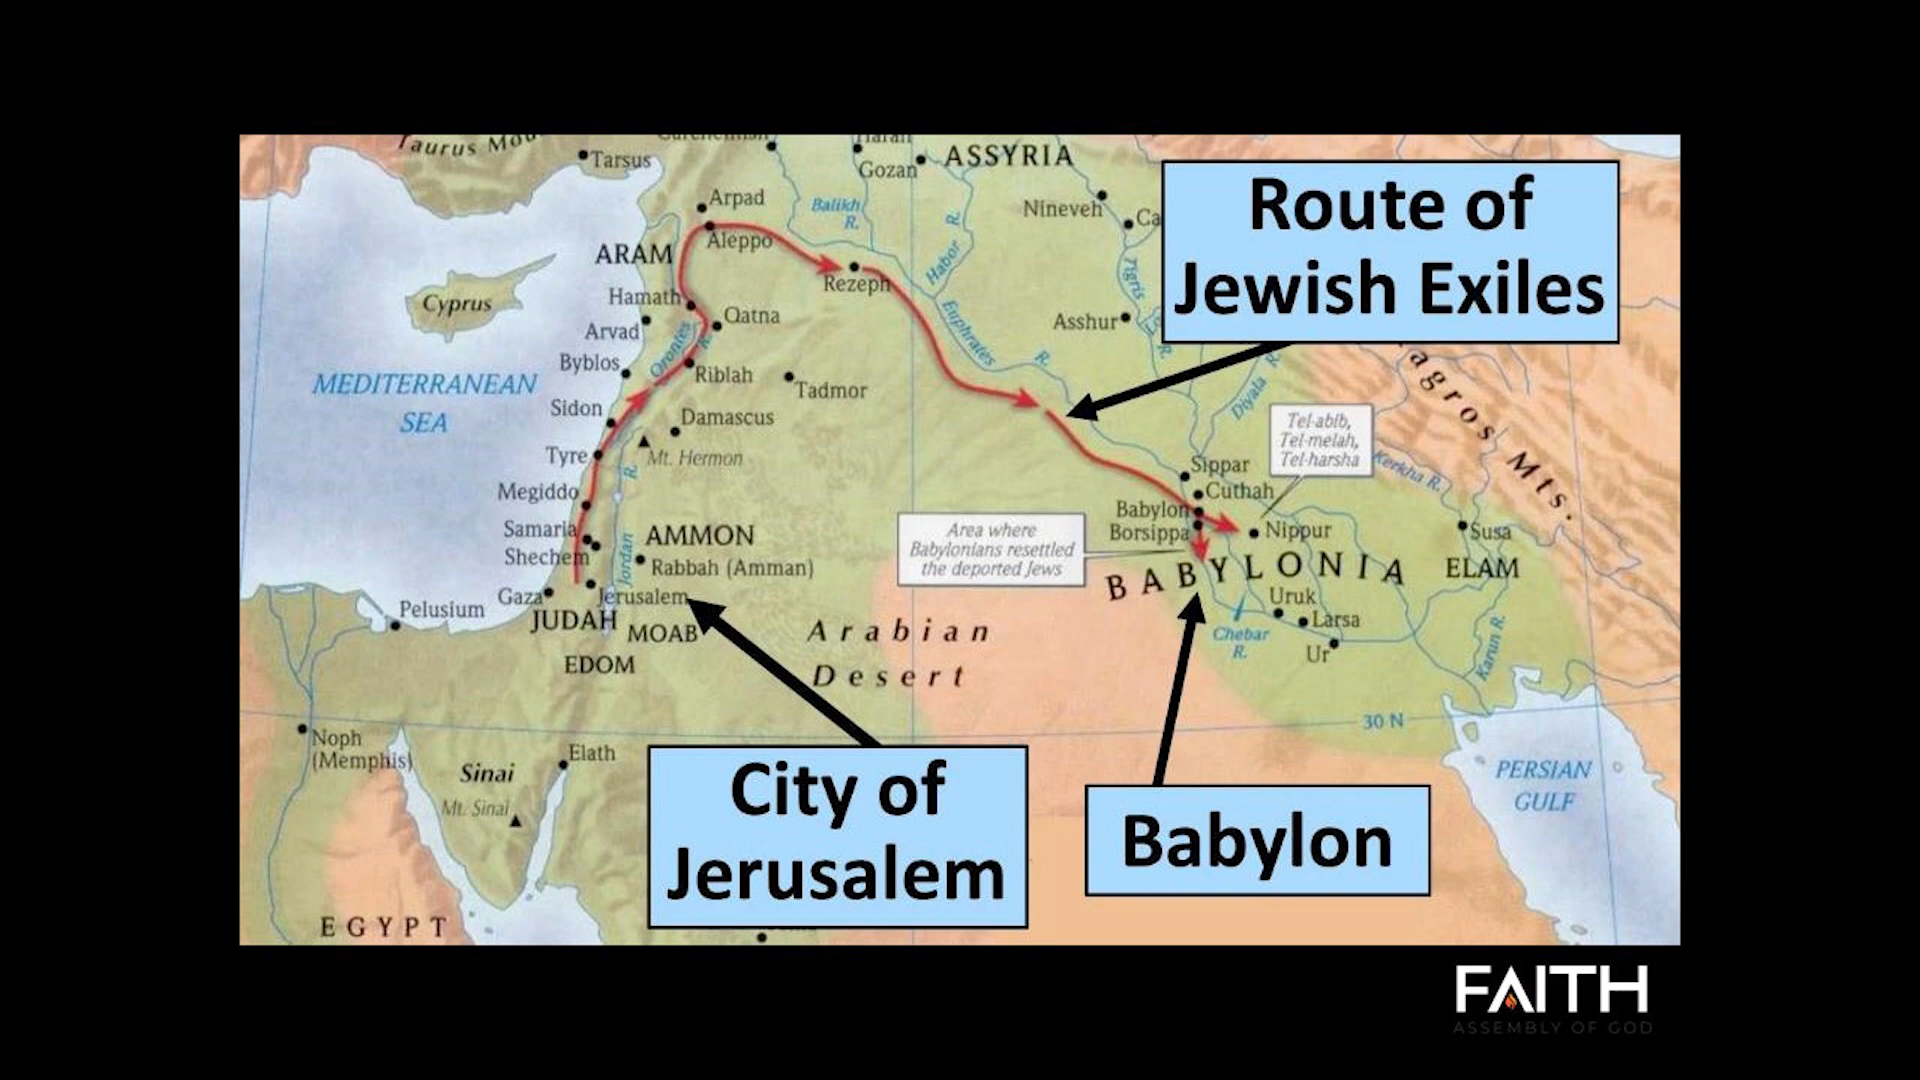 Taurus
Tarsus
Gozan
ASSYRIA
Arpad
Balikh
R.
Nineveh
Route of
Jewish Exiles
Aleppo
ARAM
Habor R.
Tigris
Rezeph
Cyprus
Hamath
Arvad
Qatna
Asshur
Euphrates R.
Orontes R.
Byblos
Riblah
Tadmor
MEDITERRANEAN
SEA
Sidon
Damascus
Diyala R.
Tel-abib,
Tel-melah,
Tel-harsha
Tyre
Mt. Hermon
Kerkha R.
Sippar
Cuthah
Megiddo
Samaria
Shechem
AMMON
Rabbah (Amman)
Jordan R.
Area where
Babylonians resettled
the deported Jews
Babylon
Borsippa
Nippur
Susa
ELAM
BABYLONIA
Gaza
Jerusalem
Pelusium
JUDAH
MOAB
EDOM
Arabian
Desert
Uruk
Larsa
Chebar
R.
Ur
Karun R.
30 N
Noph
(Memphis)
Elath
Sinai
Mt. Sinai
City of
Jerusalem
Babylon
PERSIAN
GULF
EGYPT
Mts.
FAITH
ASSEMBLY OF GOD